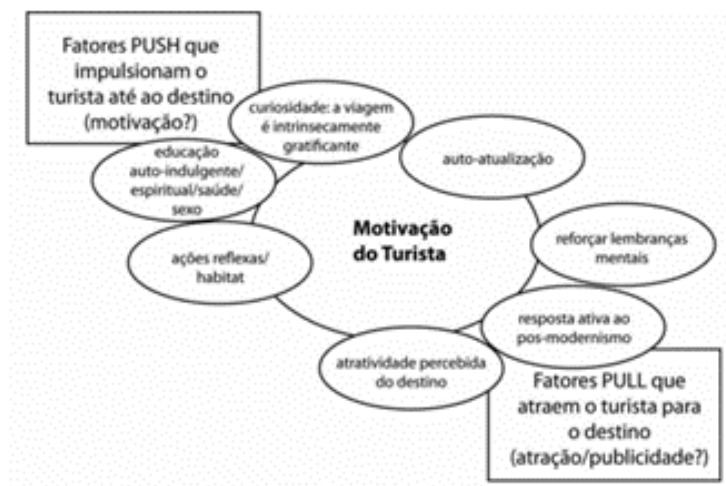 Fatores PUSH que
impulsionam o
turista até ao destino
(motivação?)
curiosidade: a viagem
é intrinsecamente
gratificante
auto-atualização
educação
auto-indulgente/
espiritual/saúde/
sexo
Motivação
do Turista
reforçar lembranças
mentais
ações reflexas/
habitat
resposta ativa ao
pos-modernismo
atratividade percebida
do destino
Fatores PULL que
atraem o turista para
o destino
(atração/publicidade?)